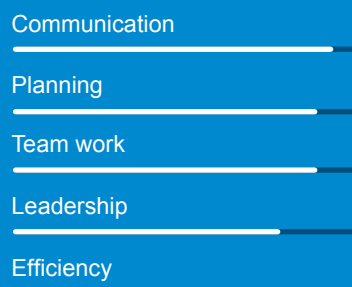 Communication
Planning
Team work
Leadership
Efficiency